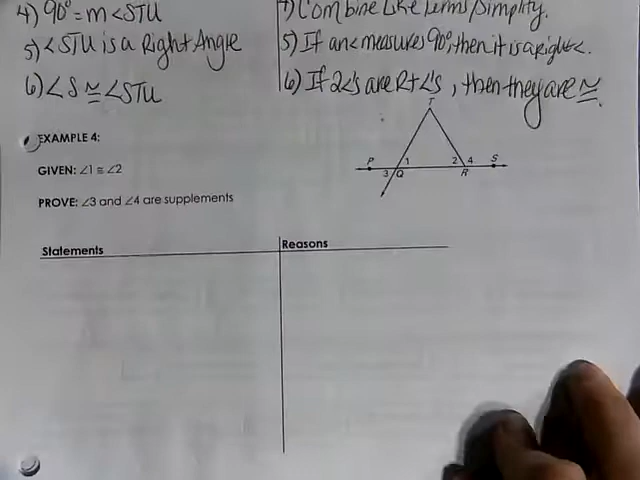 4) 90° = m∠STU
7) Combine Like terms/Simplify.
5) ∠STU is a Right Angle
5) If an∠measures 90°, then it is a right∠.
6) ∠S ≅ ∠STU
6) If 2∠'s are Rt∠'s, then they are ≅.
EXAMPLE 4:
GIVEN: ∠1 ≅ ∠2
PROVE: ∠3 and ∠4 are supplements
T
P 1 2 4 S
3 Q R
Statements Reasons